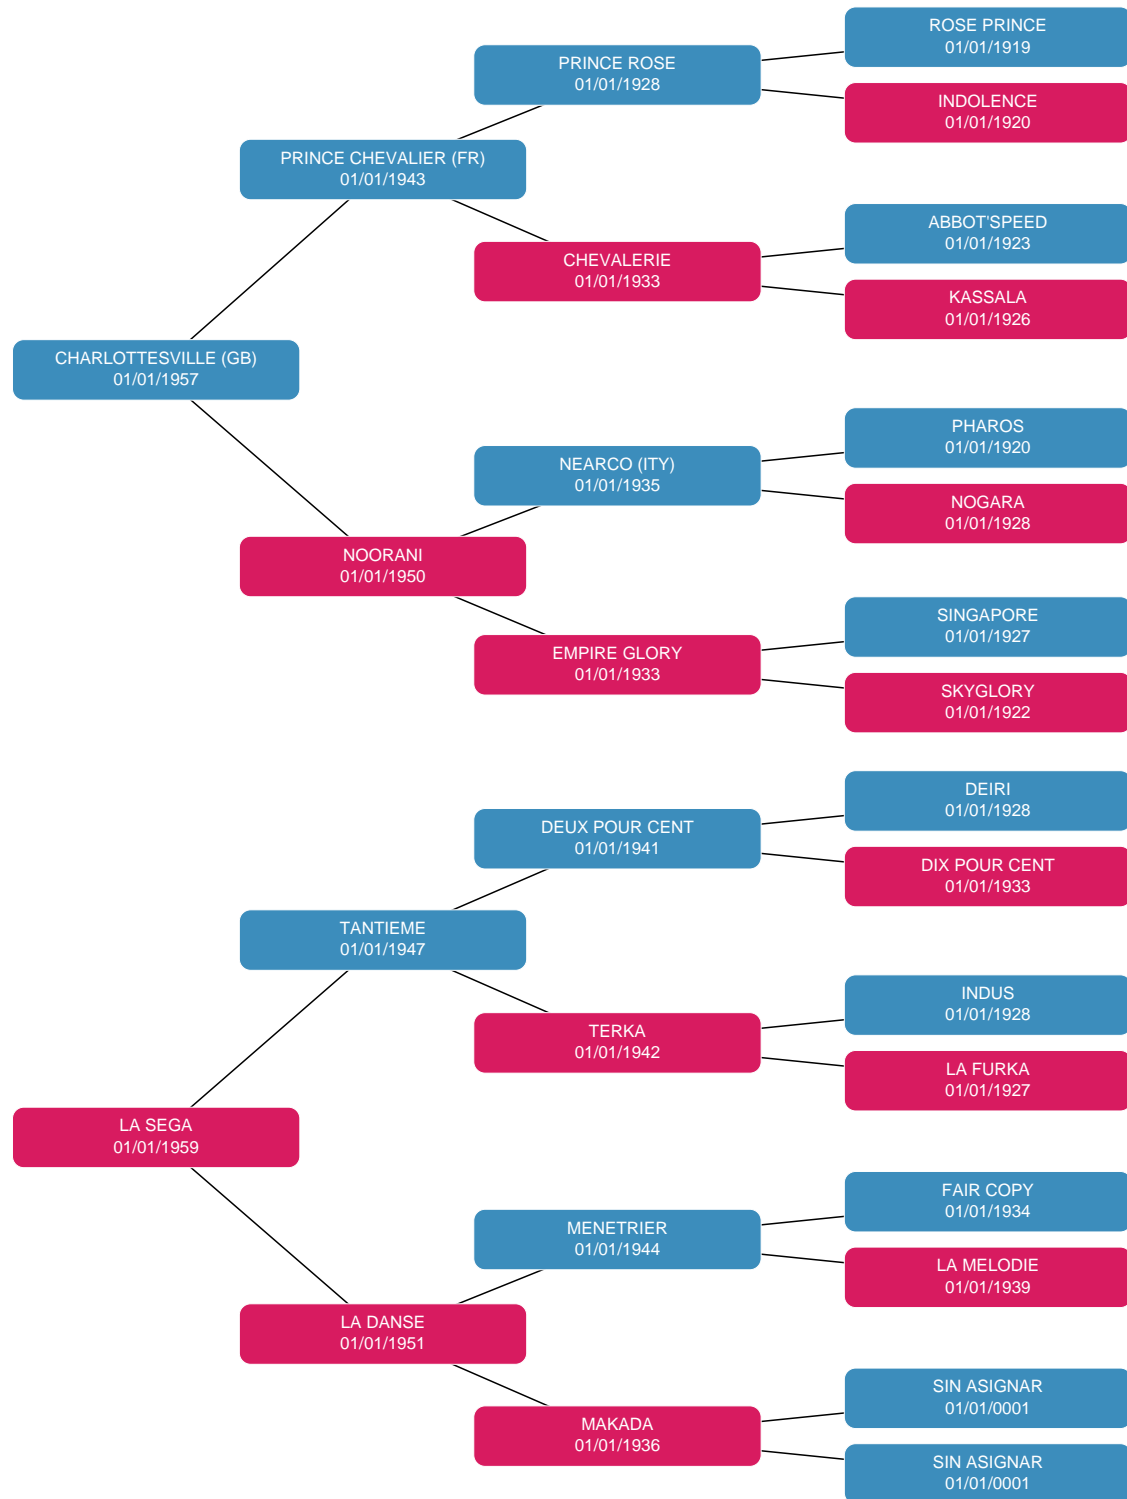 ROSE PRINCE
01/01/1919
PRINCE ROSE
01/01/1928
INDOLENCE
01/01/1920
PRINCE CHEVALIER (FR)
01/01/1943
ABBOT'SPEED
01/01/1923
CHEVALERIE
01/01/1933
KASSALA
01/01/1926
CHARLOTTESVILLE (GB)
01/01/1957
PHAROS
01/01/1920
NEARCO (ITY)
01/01/1935
NOGARA
01/01/1928
NOORANI
01/01/1950
SINGAPORE
01/01/1927
EMPIRE GLORY
01/01/1933
SKYGLORY
01/01/1922
DEIRI
01/01/1928
DEUX POUR CENT
01/01/1941
DIX POUR CENT
01/01/1933
TANTIEME
01/01/1947
INDUS
01/01/1928
TERKA
01/01/1942
LA FURKA
01/01/1927
LA SEGA
01/01/1959
FAIR COPY
01/01/1934
MENETRIER
01/01/1944
LA MELODIE
01/01/1939
LA DANSE
01/01/1951
SIN ASIGNAR
01/01/0001
MAKADA
01/01/1936
SIN ASIGNAR
01/01/0001